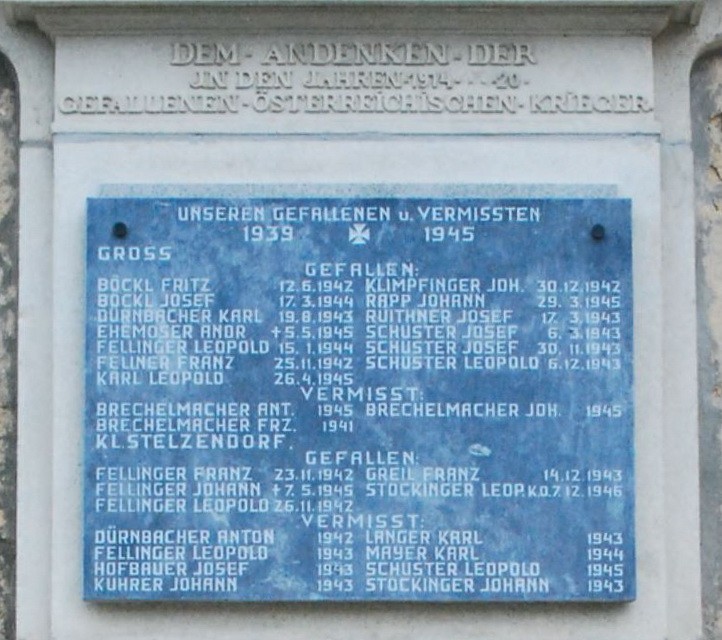 DEM · ANDENKEN · DER
IN DEN JAHREN · 1914 - 20 ·
GEFALLENEN · ÖSTERREICHISCHEN · KRIEGER
UNSEREN GEFALLENEN u. VERMISSTEN
1939 1945
GROSS
GEFALLEN:
BÖCKL FRITZ 12.6.1942 KLIMPFINGER JOH. 30.12.1942
BÖCKL JOSEF 17.3.1944 RAPP JOHANN 29.3.1945
DÜRNBACHER KARL 19.8.1943 RUITHNER JOSEF 17.3.1943
EHEMOSER ANDR. +5.5.1945 SCHUSTER JOSEF 6.3.1943
FELLINGER LEOPOLD 15.1.1944 SCHUSTER JOSEF 30.11.1943
FELLNER FRANZ 25.11.1942 SCHUSTER LEOPOLD 6.12.1943
KARL LEOPOLD 26.4.1945
VERMISST:
BRECHELMACHER ANT. 1945 BRECHELMACHER JOH. 1945
BRECHELMACHER FRZ. 1941
KL.STELZENDORF.
GEFALLEN:
FELLINGER FRANZ 23.11.1942 GREIL FRANZ 14.12.1943
FELLINGER JOHANN +7.5.1945 STOCKINGER LEOP. K.G. 7.12.1946
FELLINGER LEOPOLD 26.11.1942
VERMISST:
DÜRNBACHER ANTON 1942 LANGER KARL 1943
FELLINGER LEOPOLD 1943 MAYER KARL 1944
HOFBAUER JOSEF 1943 SCHUSTER LEOPOLD 1945
KÜHRER JOHANN 1943 STOCKINGER JOHANN 1943